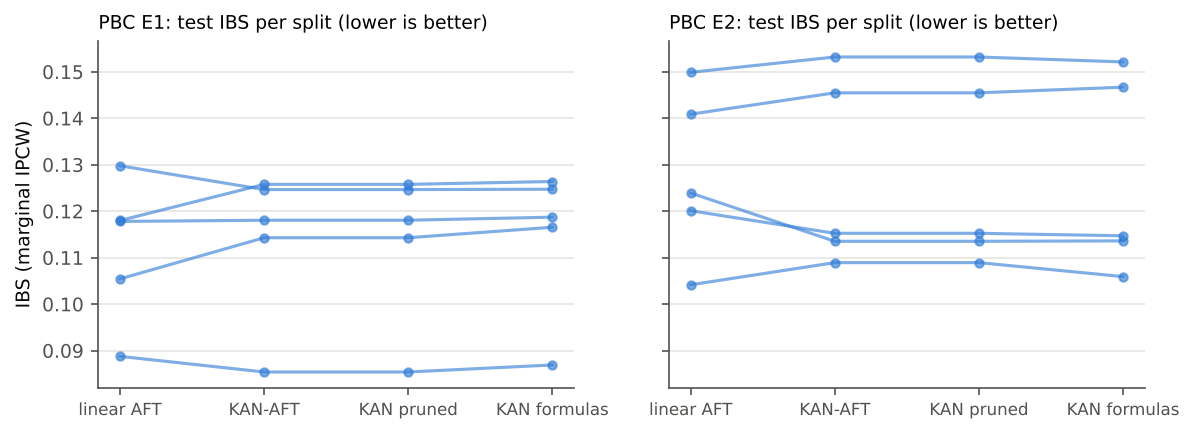 PBC E1: test IBS per split (lower is better)
PBC E2: test IBS per split (lower is better)
IBS (marginal IPCW)
0.15
0.14
0.13
0.12
0.11
0.10
0.09
linear AFT
KAN-AFT
KAN pruned
KAN formulas
linear AFT
KAN-AFT
KAN pruned
KAN formulas